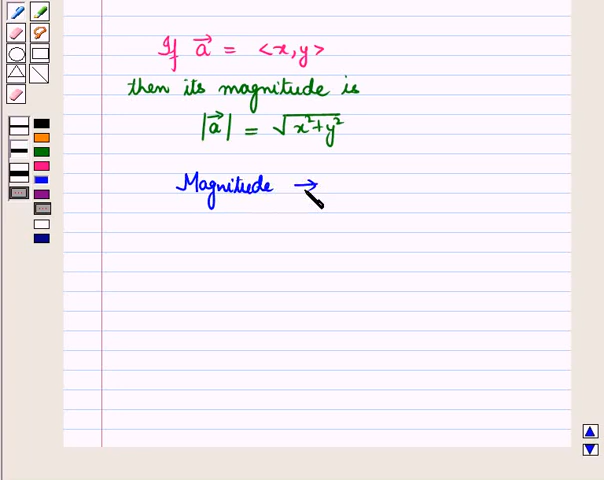 If a⃗ = <x,y>
then its magnitude is
|a⃗| = √x²+y²
Magnitude →